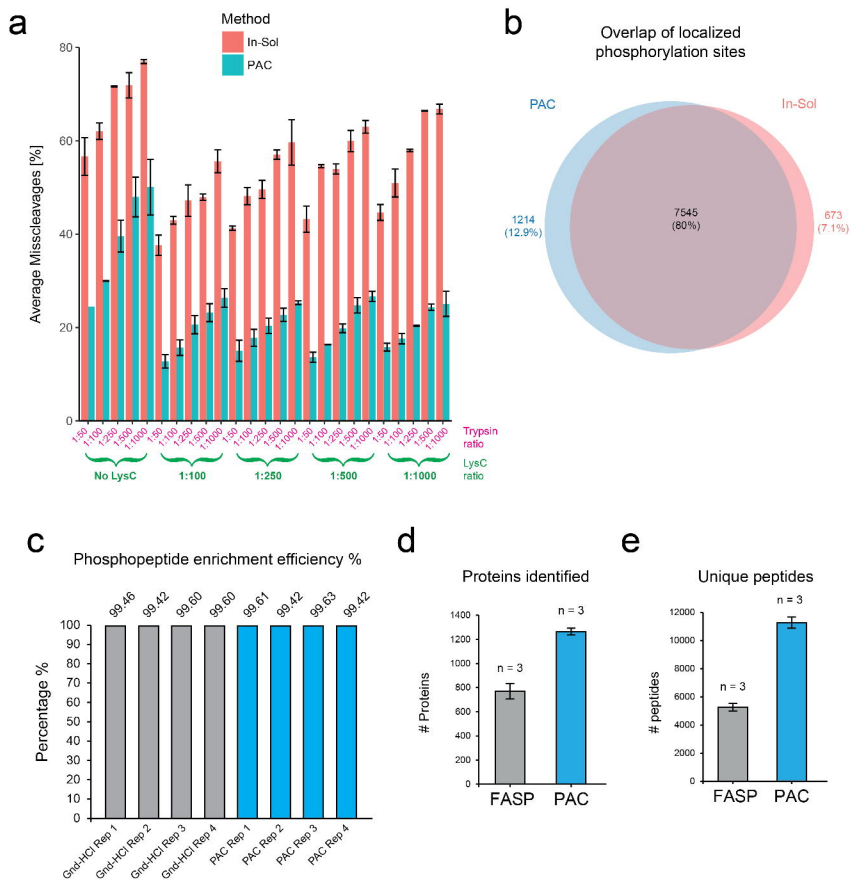 a
Method
In-Sol
PAC
Average Misscleavages [%]
80
60
40
20
0
1:50 1:100 1:250 1:500 1:1000 1:50 1:100 1:250 1:500 1:1000 1:50 1:100 1:250 1:500 1:1000 1:50 1:100 1:250 1:500 1:1000 1:50 1:100 1:250 1:500 1:1000
Trypsin
ratio
No LysC 1:100 1:250 1:500 1:1000
LysC
ratio
b
Overlap of localized
phosphorylation sites
PAC
In-Sol
1214
(12.9%)
7545
(80%)
673
(7.1%)
c
Phosphopeptide enrichment efficiency %
99.46 99.42 99.60 99.60 99.61 99.42 99.63 99.42
Percentage %
100
90
80
70
60
50
40
30
20
10
0
Gnd-HCl Rep 1
Gnd-HCl Rep 2
Gnd-HCl Rep 3
Gnd-HCl Rep 4
PAC Rep 1
PAC Rep 2
PAC Rep 3
PAC Rep 4
d
Proteins identified
# Proteins
1400
1200
1000
800
600
400
200
0
n = 3
n = 3
FASP PAC
e
Unique peptides
# peptides
12000
10000
8000
6000
4000
2000
0
n = 3
n = 3
FASP PAC